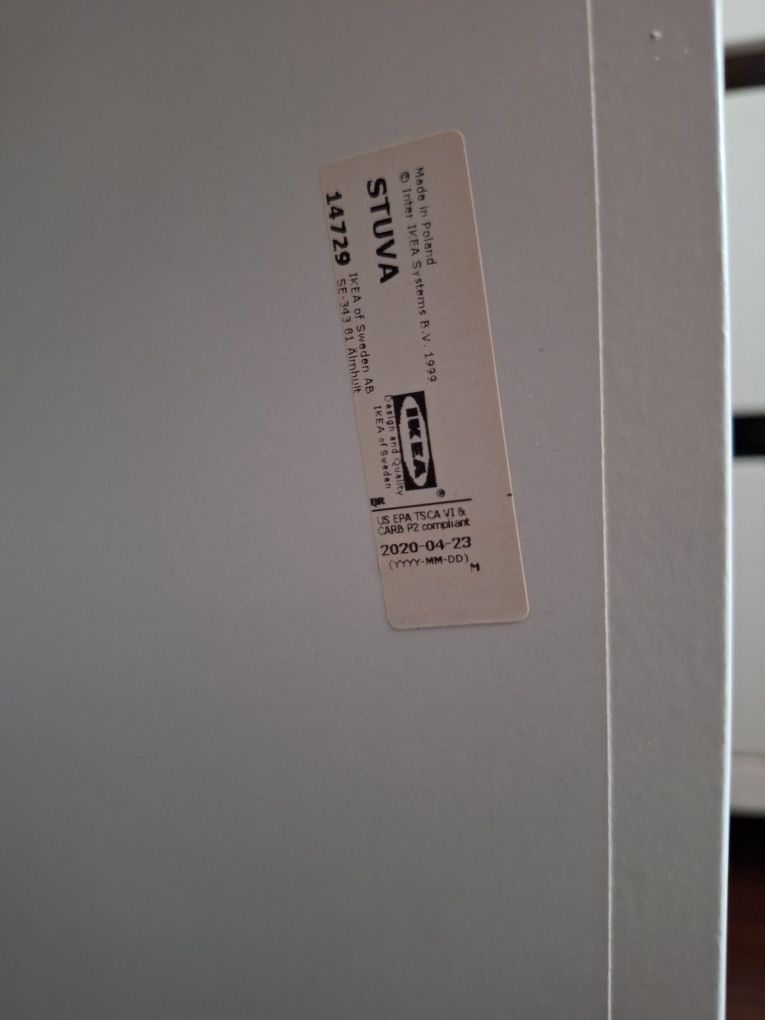 Made in Poland
© Inter IKEA Systems B.V. 1999
STUVA
14729
IKEA of Sweden AB
SE-343 81 Älmhult
IKEA®
Design and Quality
IKEA of Sweden
US EPA TSCA VI &
CARB P2 compliant
2020-04-23
(YYYY-MM-DD)
M